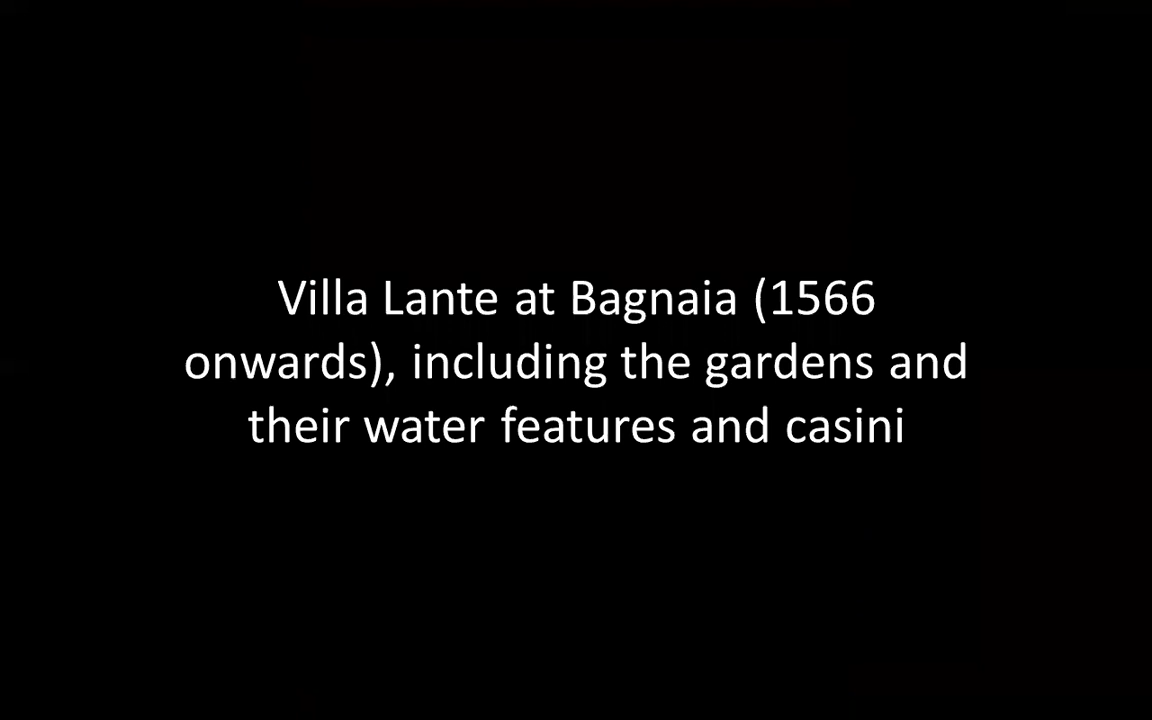 Villa Lante at Bagnaia (1566
onwards), including the gardens and
their water features and casini